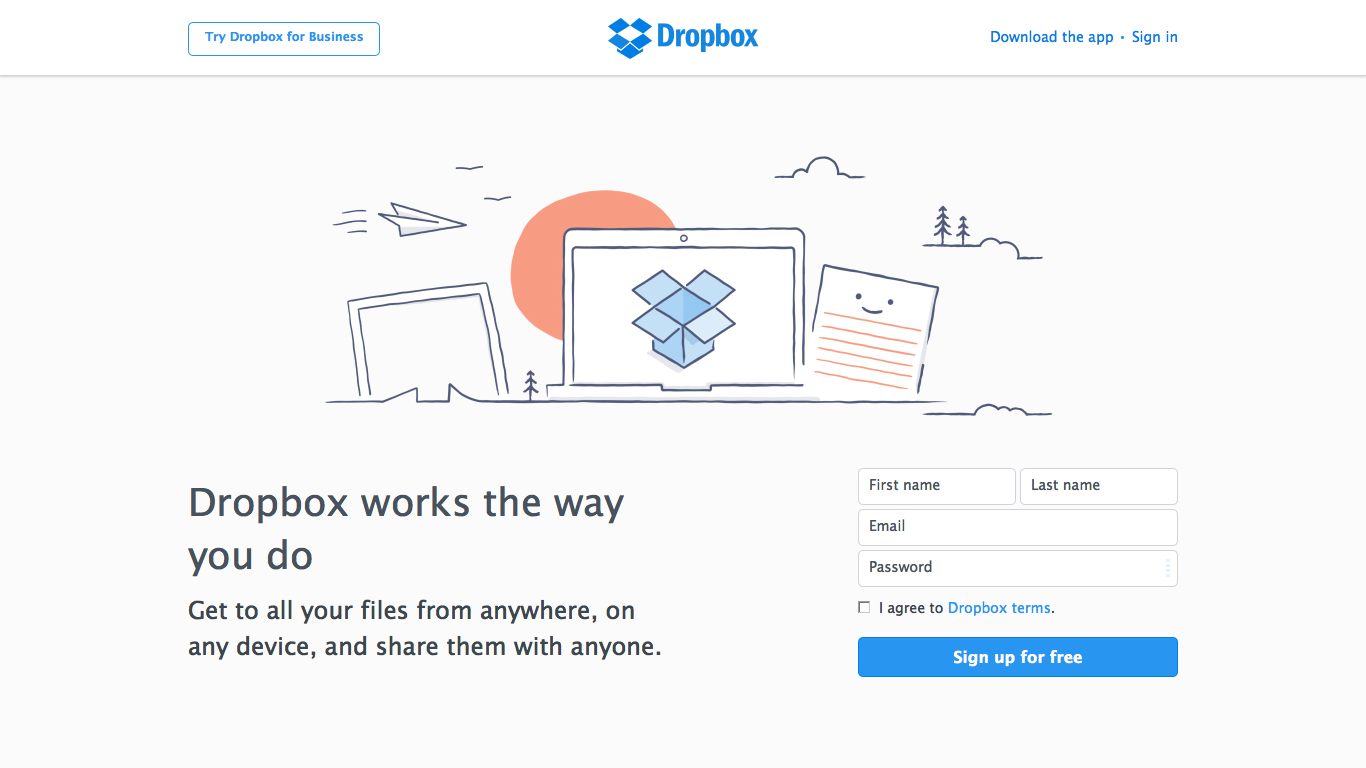 Try Dropbox for Business
Dropbox
Download the app • Sign in
Dropbox works the way
you do
Get to all your files from anywhere, on
any device, and share them with anyone.
First name
Last name
Email
Password
I agree to Dropbox terms.
Sign up for free